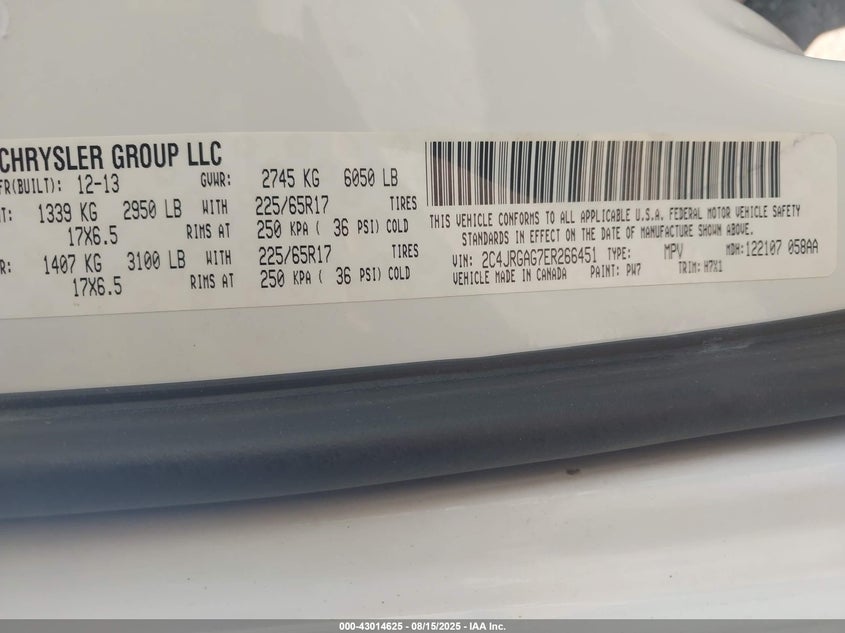 CHRYSLER GROUP LLC
FR(BUILT): 12-13 GVWR: 2745 KG 6050 LB
T: 1339 KG 2950 LB WITH 225/65R17 TIRES
17X6.5 RIMS AT 250 KPA ( 36 PSI) COLD
R: 1407 KG 3100 LB WITH 225/65R17 TIRES
17X6.5 RIMS AT 250 KPA ( 36 PSI) COLD
THIS VEHICLE CONFORMS TO ALL APPLICABLE U.S.A. FEDERAL MOTOR VEHICLE SAFETY
STANDARDS IN EFFECT ON THE DATE OF MANUFACTURE SHOWN ABOVE.
VIN: 2C4JRGAG7ER266451 TYPE: MPV MDH:122107 058AA
VEHICLE MADE IN CANADA PAINT: PW7 TRIM: H7X1
000-43014625 - 08/15/2025 - IAA Inc.